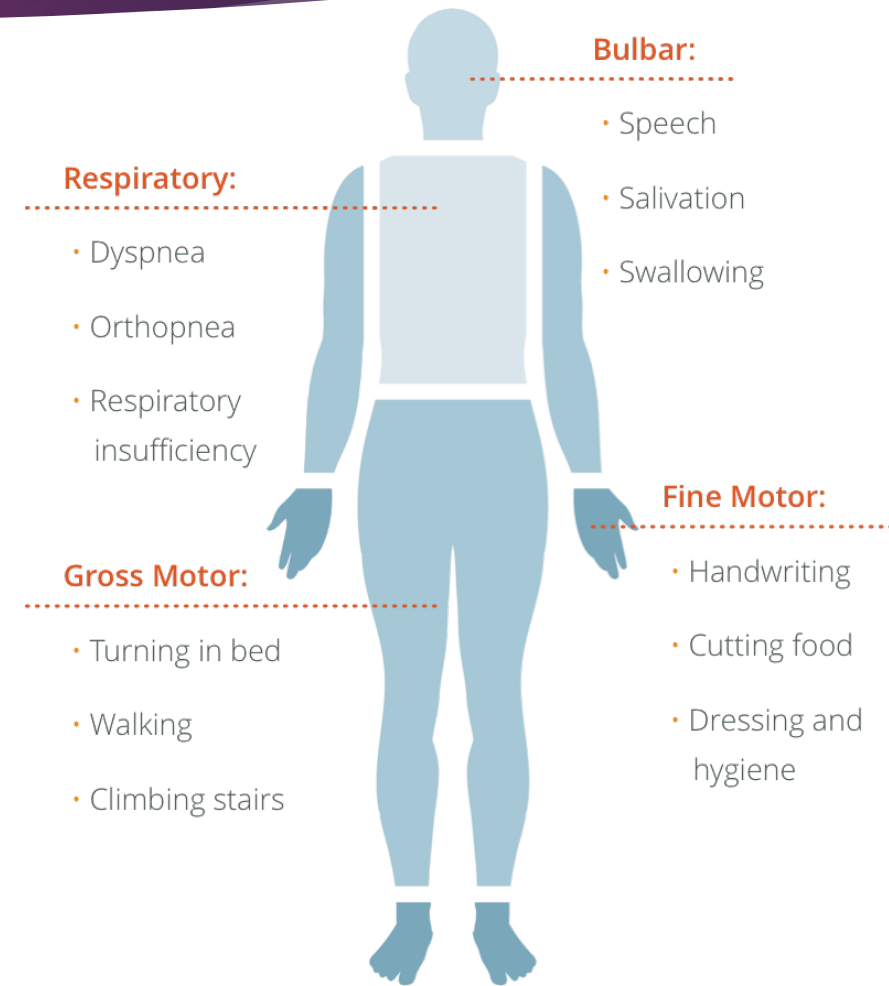 Bulbar:
• Speech
• Salivation
• Swallowing
Respiratory:
• Dyspnea
• Orthopnea
• Respiratory
insufficiency
Fine Motor:
• Handwriting
• Cutting food
• Dressing and
hygiene
Gross Motor:
• Turning in bed
• Walking
• Climbing stairs